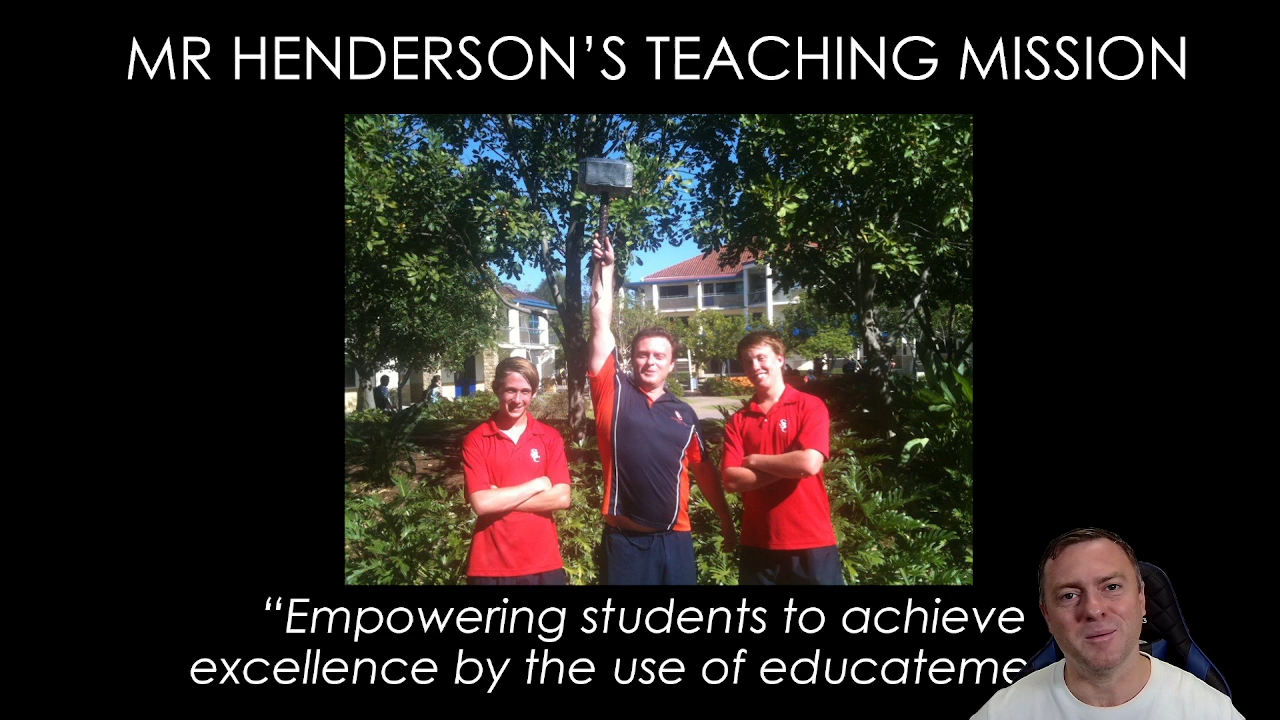 MR HENDERSON’S TEACHING MISSION
“Empowering students to achieve
excellence by the use of